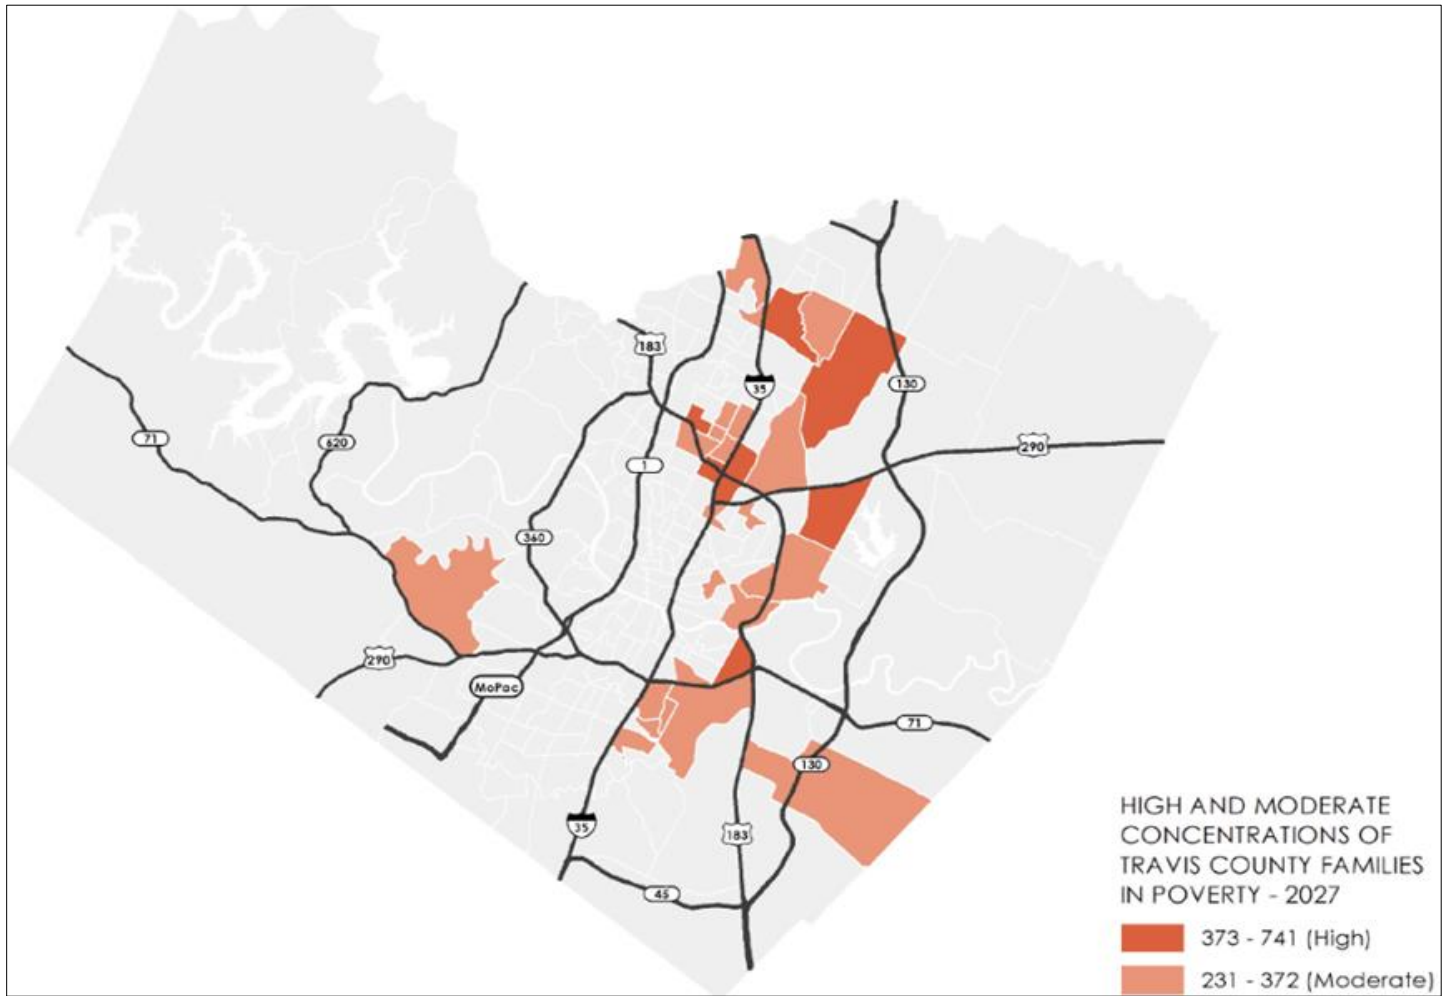 183
35
130
71
620
290
1
360
290
MoPac
71
130
35
183
45
HIGH AND MODERATE
CONCENTRATIONS OF
TRAVIS COUNTY FAMILIES
IN POVERTY - 2027
373 - 741 (High)
231 - 372 (Moderate)